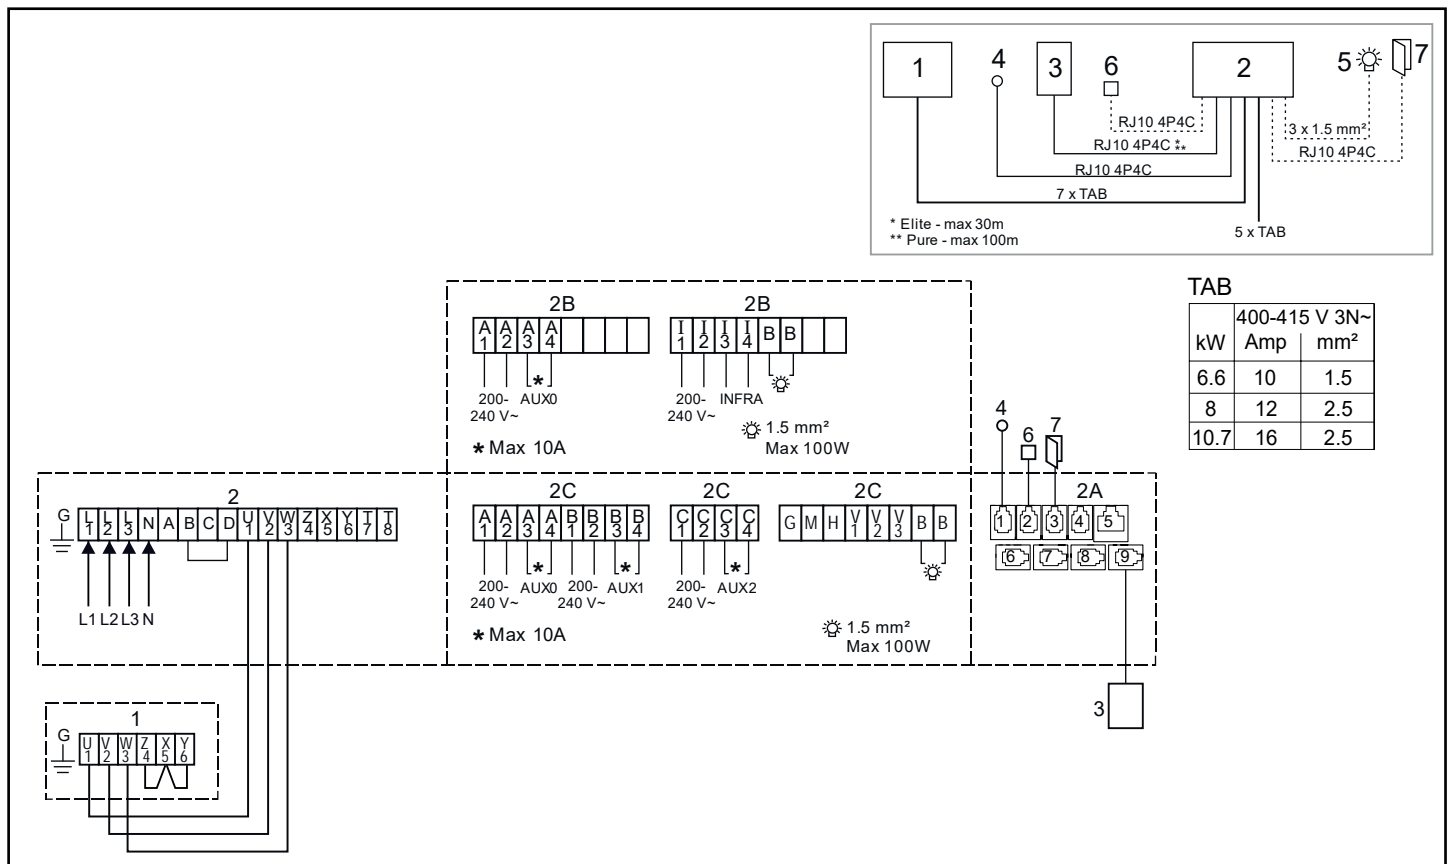 1
4
3
6
2
5
7
RJ10 4P4C
3 x 1.5 mm²
RJ10 4P4C *
**
RJ10 4P4C
RJ10 4P4C
7 x TAB
* Elite - max 30m
** Pure - max 100m
5 x TAB
TAB
400-415 V 3N~
kW Amp mm²
6.6 10 1.5
8 12 2.5
10.7 16 2.5
2B
A1 A2 A3 A4
*
200-240 V~
AUX0
* Max 10A
2B
I1 I2 I3 I4 B B
200-240 V~
INFRA
1.5 mm²
Max 100W
2
G
L1 L2 L3 N A B C D U1 V2 W3 Z4 X5 Y6 T7 T8
L1 L2 L3 N
2C
A1 A2 A3 A4 B1 B2 B3 B4
* *
200-240 V~
AUX0
200-240 V~
AUX1
* Max 10A
2C
C1 C2 C3 C4
*
200-240 V~
AUX2
2C
G M H V1 V2 V3 B B
1.5 mm²
Max 100W
4
6
7
2A
1 2 3 4 5
6 7 8 9
3
1
G
U1 V2 W3 Z4 X5 Y6